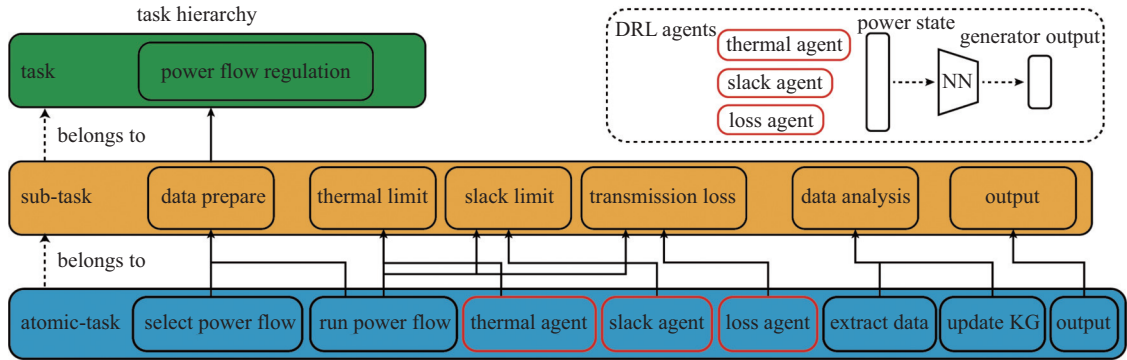 task hierarchy
task
power flow regulation
DRL agents
thermal agent
slack agent
loss agent
power state
NN
generator output
belongs to
sub-task
data prepare
thermal limit
slack limit
transmission loss
data analysis
output
belongs to
atomic-task
select power flow
run power flow
thermal agent
slack agent
loss agent
extract data
update KG
output